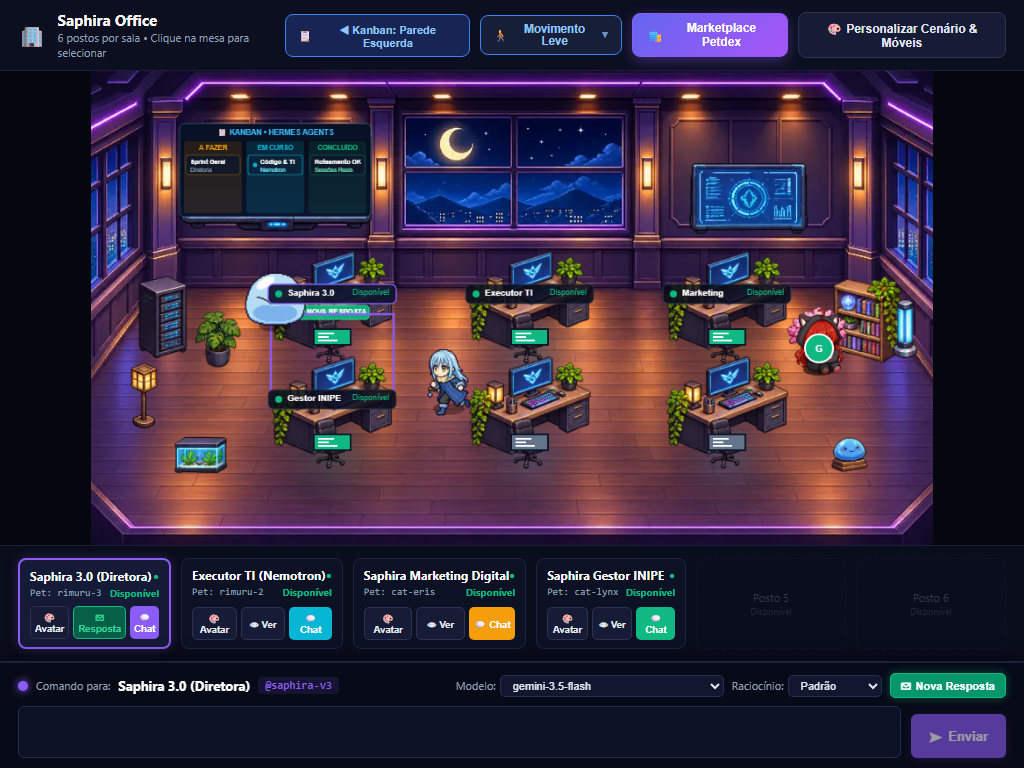 Saphira Office
6 postos por sala • Clique na mesa para
selecionar
◀ Kanban: Parede
Esquerda
Movimento
Leve
▼
Marketplace
Petdex
Personalizar Cenário &
Móveis
KANBAN • HERMES AGENTS
A FAZER
EM CURSO
CONCLUÍDO
Sprint Geral
Diretoria
Código & TI
Nemotron
Roteamento OK
Sessões Reais
Saphira 3.0 Disponível
NOVA RESPOSTA
Executor TI Disponível
Marketing Disponível
G
Gestor INIPE Disponível
Saphira 3.0 (Diretora)
Pet: rimuru-3 Disponível
Avatar
Resposta
Chat
Executor TI (Nemotron)
Pet: rimuru-2 Disponível
Avatar
Ver
Chat
Saphira Marketing Digital
Pet: cat-eris Disponível
Avatar
Ver
Chat
Saphira Gestor INIPE
Pet: cat-lynx Disponível
Avatar
Ver
Chat
Posto 5
Disponível
Posto 6
Disponível
Comando para: Saphira 3.0 (Diretora) @saphira-v3
Modelo: gemini-3.5-flash
Raciocínio: Padrão
Nova Resposta
Enviar